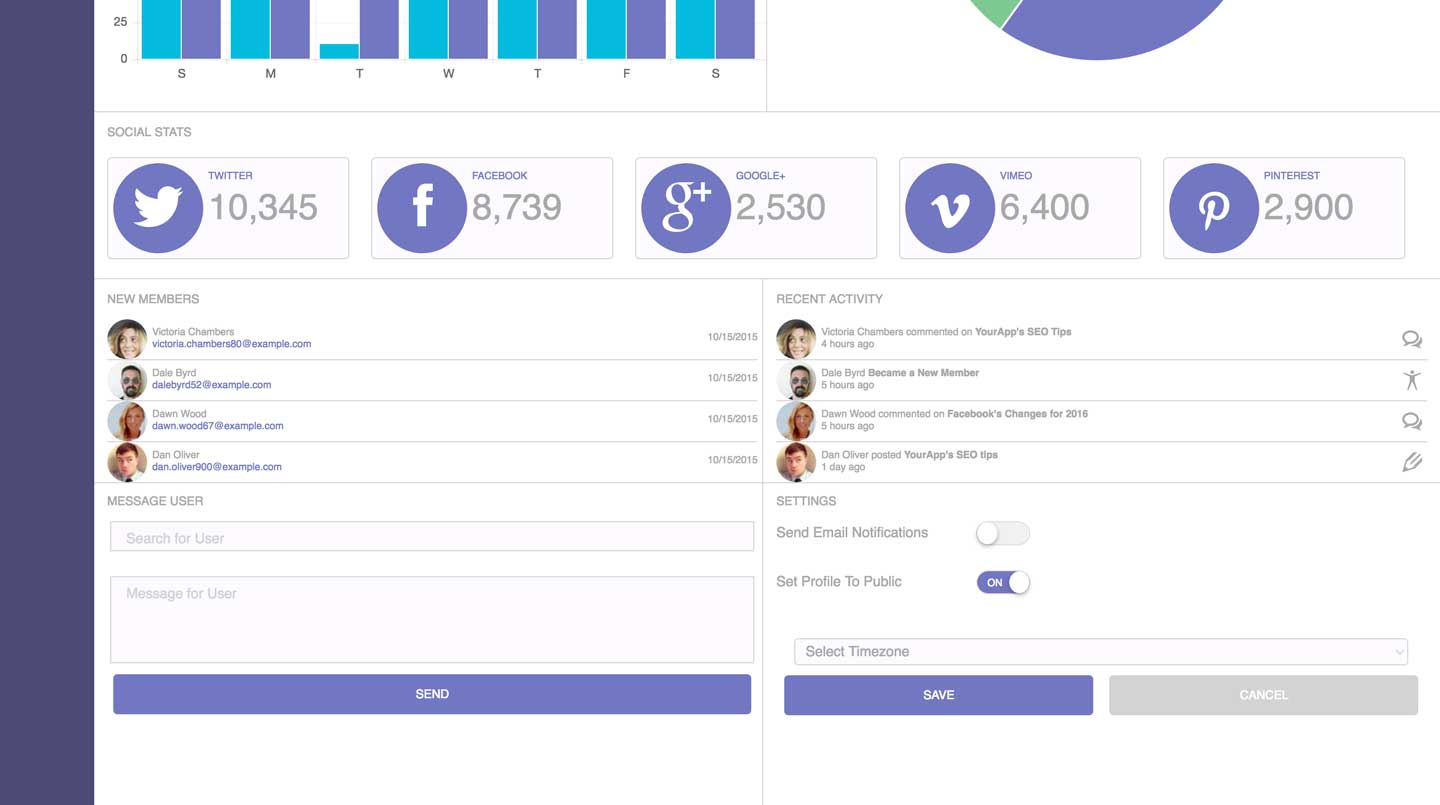 25
0
S M T W T F S
SOCIAL STATS
TWITTER
10,345
FACEBOOK
8,739
GOOGLE+
2,530
VIMEO
6,400
PINTEREST
2,900
NEW MEMBERS
Victoria Chambers
victoria.chambers80@example.com
10/15/2015
Dale Byrd
dalebyrd52@example.com
10/15/2015
Dawn Wood
dawn.wood67@example.com
10/15/2015
Dan Oliver
dan.oliver900@example.com
10/15/2015
RECENT ACTIVITY
Victoria Chambers commented on YourApp's SEO Tips
4 hours ago
Dale Byrd Became a New Member
5 hours ago
Dawn Wood commented on Facebook's Changes for 2016
5 hours ago
Dan Oliver posted YourApp's SEO tips
1 day ago
MESSAGE USER
Search for User
Message for User
SEND
SETTINGS
Send Email Notifications
Set Profile To Public
ON
Select Timezone
SAVE
CANCEL